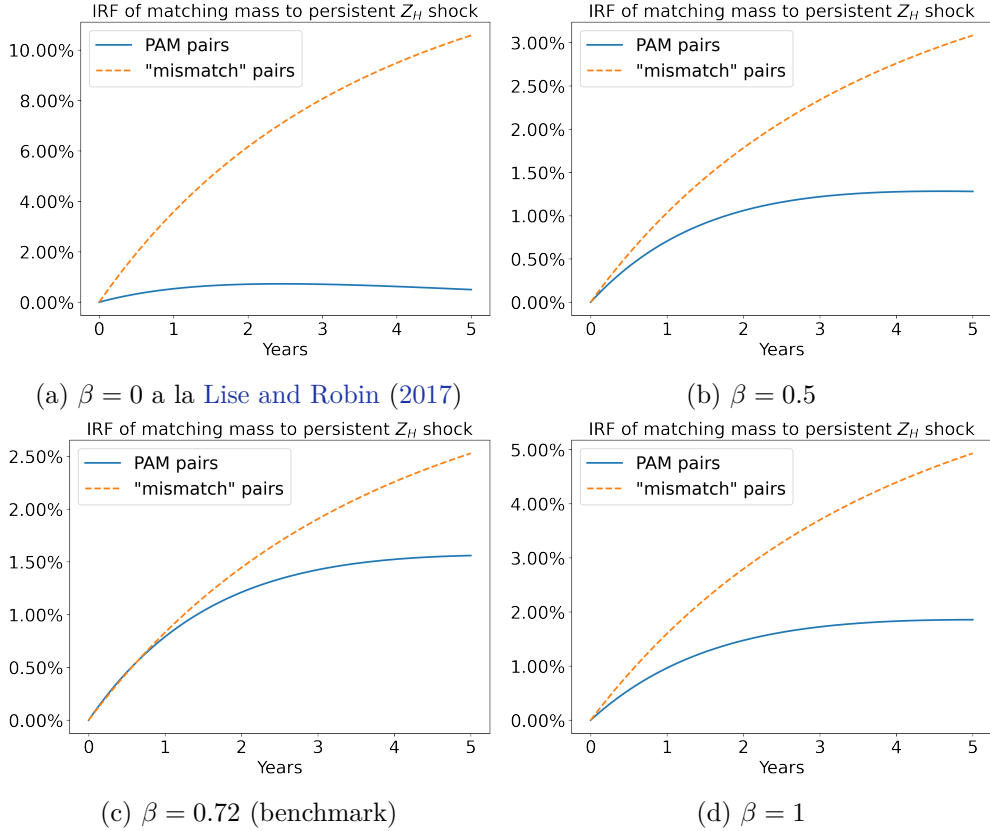 IRF of matching mass to persistent Z_H shock
PAM pairs
"mismatch" pairs
10.00%
8.00%
6.00%
4.00%
2.00%
0.00%
0 1 2 3 4 5
Years
(a) β = 0 a la Lise and Robin (2017)
IRF of matching mass to persistent Z_H shock
PAM pairs
"mismatch" pairs
3.00%
2.50%
2.00%
1.50%
1.00%
0.50%
0.00%
0 1 2 3 4 5
Years
(b) β = 0.5
IRF of matching mass to persistent Z_H shock
PAM pairs
"mismatch" pairs
2.50%
2.00%
1.50%
1.00%
0.50%
0.00%
0 1 2 3 4 5
Years
(c) β = 0.72 (benchmark)
IRF of matching mass to persistent Z_H shock
PAM pairs
"mismatch" pairs
5.00%
4.00%
3.00%
2.00%
1.00%
0.00%
0 1 2 3 4 5
Years
(d) β = 1